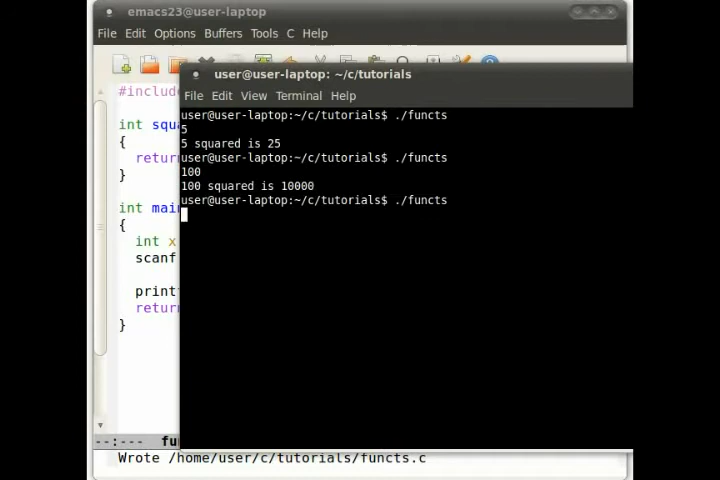 emacs23@user-laptop
File Edit Options Buffers Tools C Help
user@user-laptop: ~/c/tutorials
File Edit View Terminal Help
#include
user@user-laptop:~/c/tutorials$ ./functs
5
int squa
5 squared is 25
{
user@user-laptop:~/c/tutorials$ ./functs
retur
100
}
100 squared is 10000
user@user-laptop:~/c/tutorials$ ./functs
int main
{
int x
scanf
print
retur
}
--:--- fu
Wrote /home/user/c/tutorials/functs.c